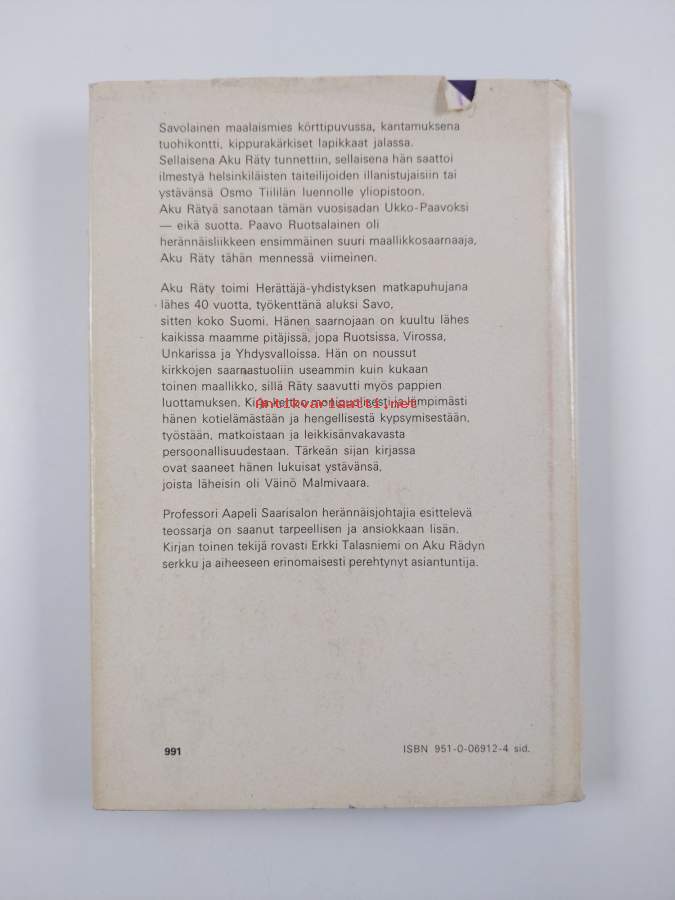 Savolainen maalaismies körttipuvussa, kantamuksena
tuohikontti, kippurakärkiset lapikkaat jalassa.
Sellaisena Aku Räty tunnettiin, sellaisena hän saattoi
ilmestyä helsinkiläisten taiteilijoiden illanistujaisiin tai
ystävänsä Osmo Tiililän luennolle yliopistoon.
Aku Rätyä sanotaan tämän vuosisadan Ukko-Paavoksi
— eikä suotta. Paavo Ruotsalainen oli
herännäisliikkeen ensimmäinen suuri maallikkosaarnaaja,
Aku Räty tähän mennessä viimeinen.
Aku Räty toimi Herättäjä-yhdistyksen matkapuhujana
lähes 40 vuotta, työkenttänä aluksi Savo,
sitten koko Suomi. Hänen saarnojaan on kuultu lähes
kaikissa maamme pitäjissä, jopa Ruotsissa, Virossa,
Unkarissa ja Yhdysvalloissa. Hän on noussut
kirkkojen saarnastuoliin useammin kuin kukaan
toinen maallikko, sillä Räty saavutti myös pappien
luottamuksen. Kirja kertoo monipuolisesti ja lämpimästi
Antikvariaatti.net
hänen kotielämästään ja hengellisestä kypsymisestään,
työstään, matkoistaan ja leikkisänvakavasta
persoonallisuudestaan. Tärkeän sijan kirjassa
ovat saaneet hänen lukuisat ystävänsä,
joista läheisin oli Väinö Malmivaara.
Professori Aapeli Saarisalon herännäisjohtajia esittelevä
teossarja on saanut tarpeellisen ja ansiokkaan lisän.
Kirjan toinen tekijä rovasti Erkki Talasniemi on Aku Rädyn
serkku ja aiheeseen erinomaisesti perehtynyt asiantuntija.
991
ISBN 951-0-06912-4 sid.